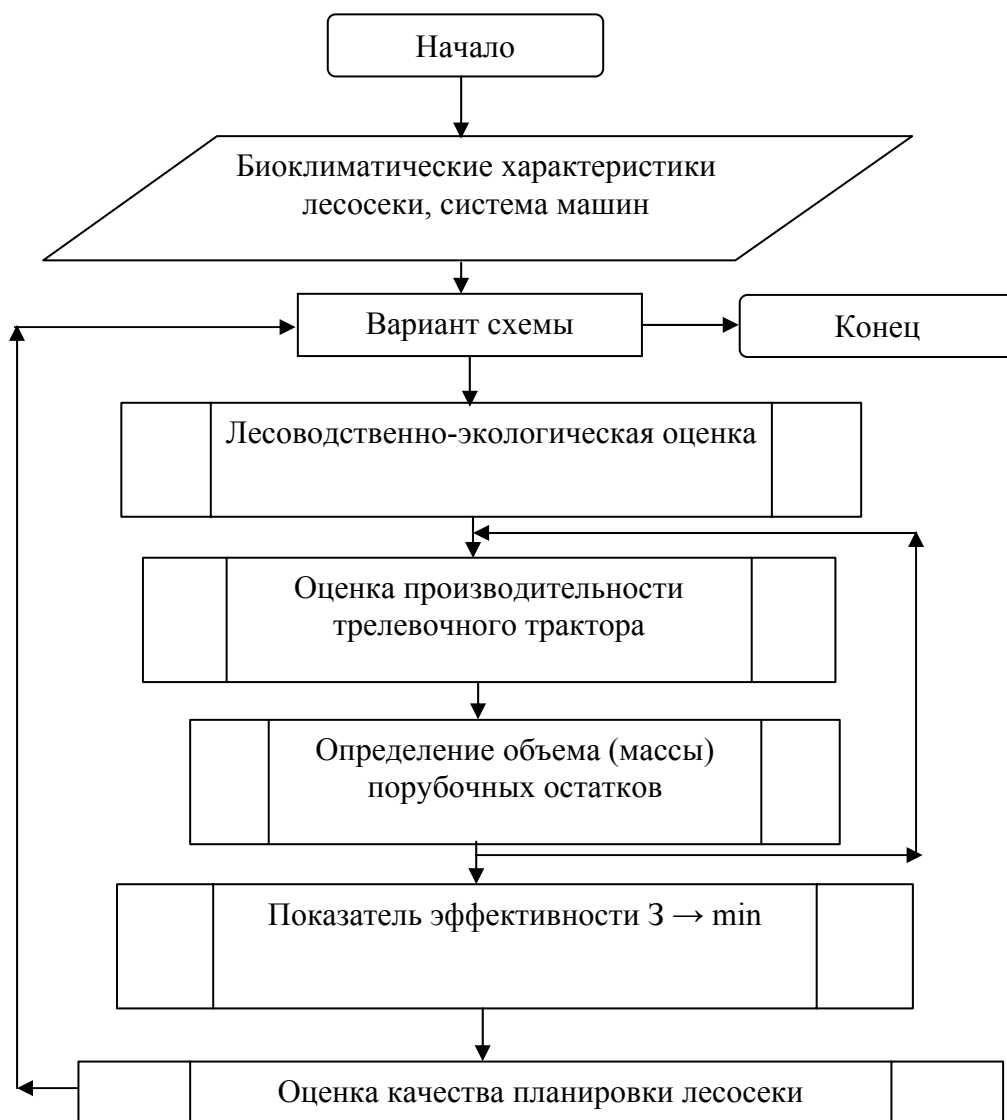 Начало
Биоклиматические характеристики
лесосеки, система машин
Вариант схемы
Конец
Лесоводственно-экологическая оценка
Оценка производительности
трелевочного трактора
Определение объема (массы)
порубочных остатков
Показатель эффективности З → min
Оценка качества планировки лесосеки